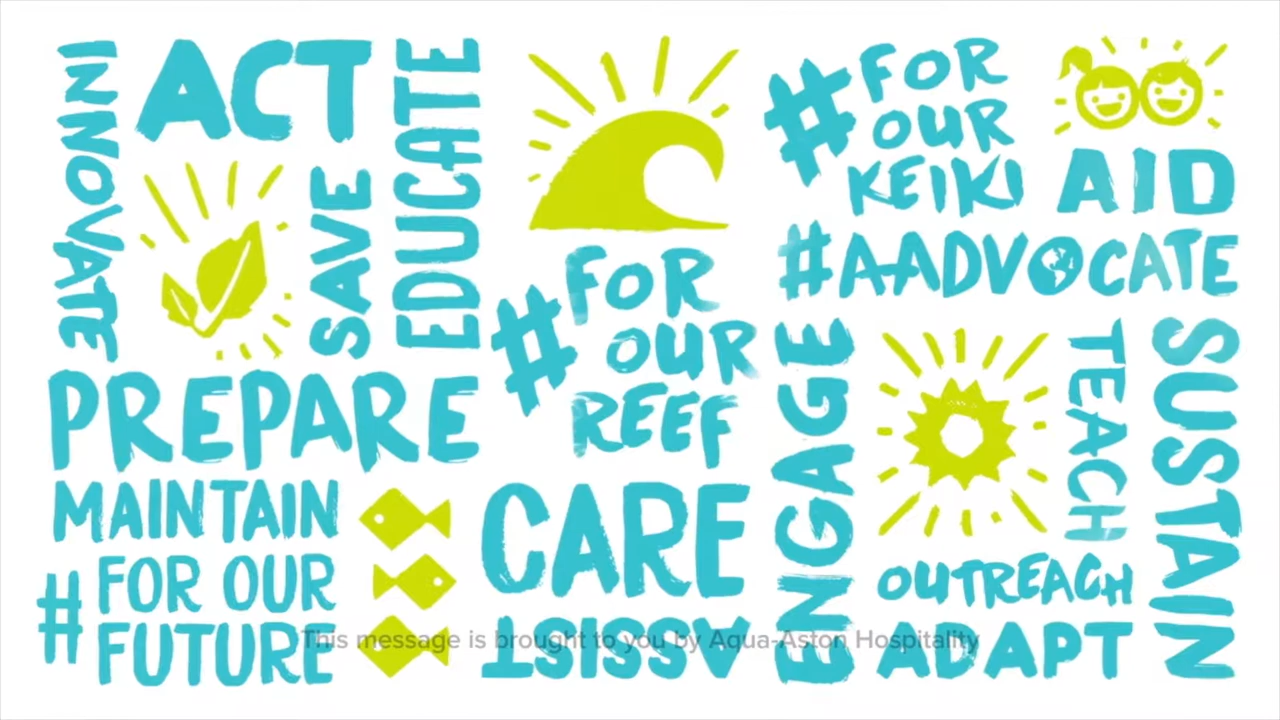 INNOVATE
ACT
SAVE
EDUCATE
PREPARE
MAINTAIN
#FOR OUR
FUTURE
#FOR
OUR
REEF
CARE
ASSIST
#FOR
OUR
KEIKI
AID
#AADVOCATE
ENGAGE
TEACH
SUSTAIN
OUTREACH
ADAPT
This message is brought to you by Aqua-Aston Hospitality